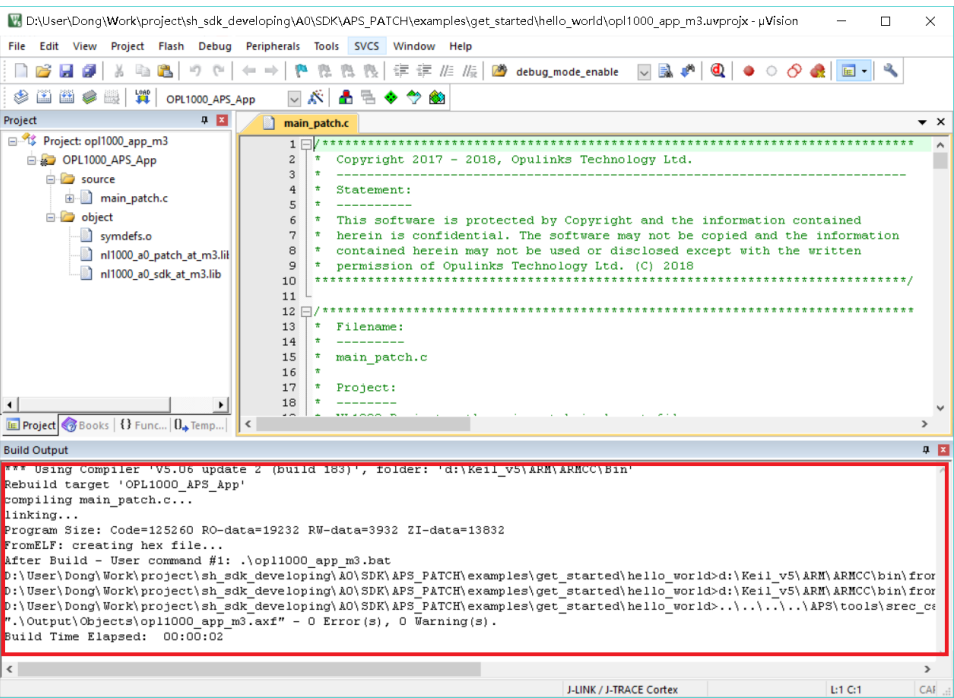 D:\User\Dong\Work\project\sh_sdk_developing\A0\SDK\APS_PATCH\examples\get_started\hello_world\opl1000_app_m3.uvprojx - µVision
File Edit View Project Flash Debug Peripherals Tools SVCS Window Help
debug_mode_enable
LOAD
OPL1000_APS_App
Project
main_patch.c
Project: opl1000_app_m3
OPL1000_APS_App
source
main_patch.c
object
symdefs.o
nl1000_a0_patch_at_m3.lib
nl1000_a0_sdk_at_m3.lib
Project Books {} Func... Temp...
1 /******************************************************************************
2 * Copyright 2017 - 2018, Opulinks Technology Ltd.
3 * ---------------------------------------------------------------------------
4 * Statement:
5 * ----------
6 * This software is protected by Copyright and the information contained
7 * herein is confidential. The software may not be copied and the information
8 * contained herein may not be used or disclosed except with the written
9 * permission of Opulinks Technology Ltd. (C) 2018
10 ******************************************************************************/
11
12 /******************************************************************************
13 * Filename:
14 * ---------
15 * main_patch.c
16 *
17 * Project:
18 * --------
Build Output
*** Using Compiler 'V5.06 update 2 (build 183)', folder: 'd:\Keil_v5\ARM\ARMCC\Bin'
Rebuild target 'OPL1000_APS_App'
compiling main_patch.c...
linking...
Program Size: Code=125260 RO-data=19232 RW-data=3932 ZI-data=13832
FromELF: creating hex file...
After Build - User command #1: .\opl1000_app_m3.bat
D:\User\Dong\Work\project\sh_sdk_developing\A0\SDK\APS_PATCH\examples\get_started\hello_world>d:\Keil_v5\ARM\ARMCC\bin\from
D:\User\Dong\Work\project\sh_sdk_developing\A0\SDK\APS_PATCH\examples\get_started\hello_world>d:\Keil_v5\ARM\ARMCC\bin\from
D:\User\Dong\Work\project\sh_sdk_developing\A0\SDK\APS_PATCH\examples\get_started\hello_world>..\..\..\..\APS\tools\srec_ca
".\Output\Objects\opl1000_app_m3.axf" - 0 Error(s), 0 Warning(s).
Build Time Elapsed: 00:00:02
J-LINK / J-TRACE Cortex
L:1 C:1
CAP